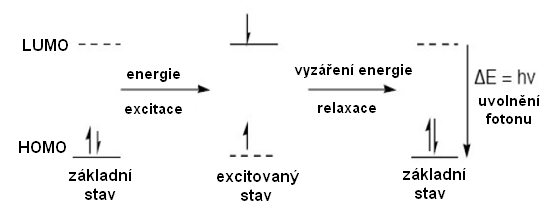 LUMO
energie
excitace
vyzáření energie
relaxace
ΔE = hν
uvolnění
fotonu
HOMO
základní
stav
excitovaný
stav
základní
stav